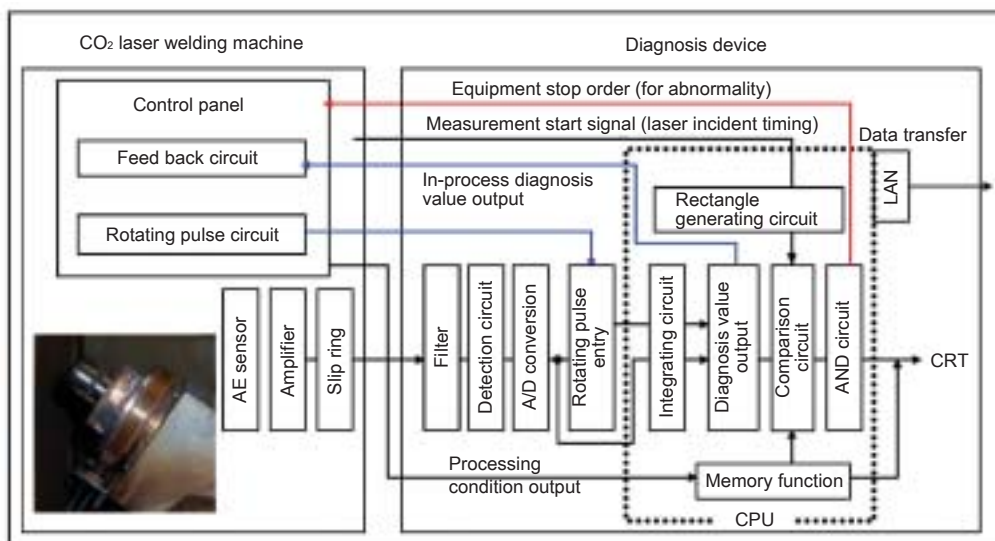 CO₂ laser welding machine
Diagnosis device
Control panel
Equipment stop order (for abnormality)
Measurement start signal (laser incident timing)
Data transfer
Feed back circuit
In-process diagnosis
value output
Rectangle
generating circuit
LAN
Rotating pulse circuit
AE sensor
Amplifier
Slip ring
Filter
Detection circuit
A/D conversion
Rotating pulse
entry
Integrating circuit
Diagnosis value
output
Comparison
circuit
AND circuit
CRT
Processing
condition output
Memory function
CPU